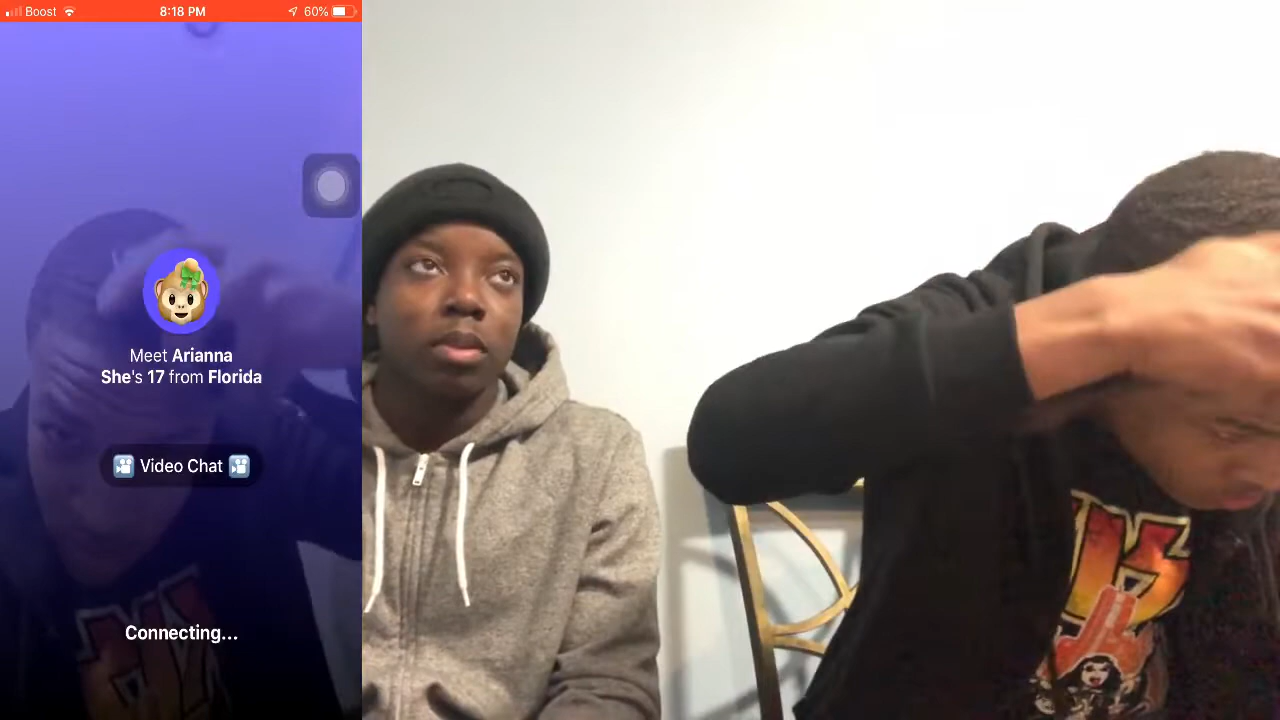 Boost
8:18 PM
60%
Meet Arianna
She's 17 from Florida
Video Chat
Connecting...